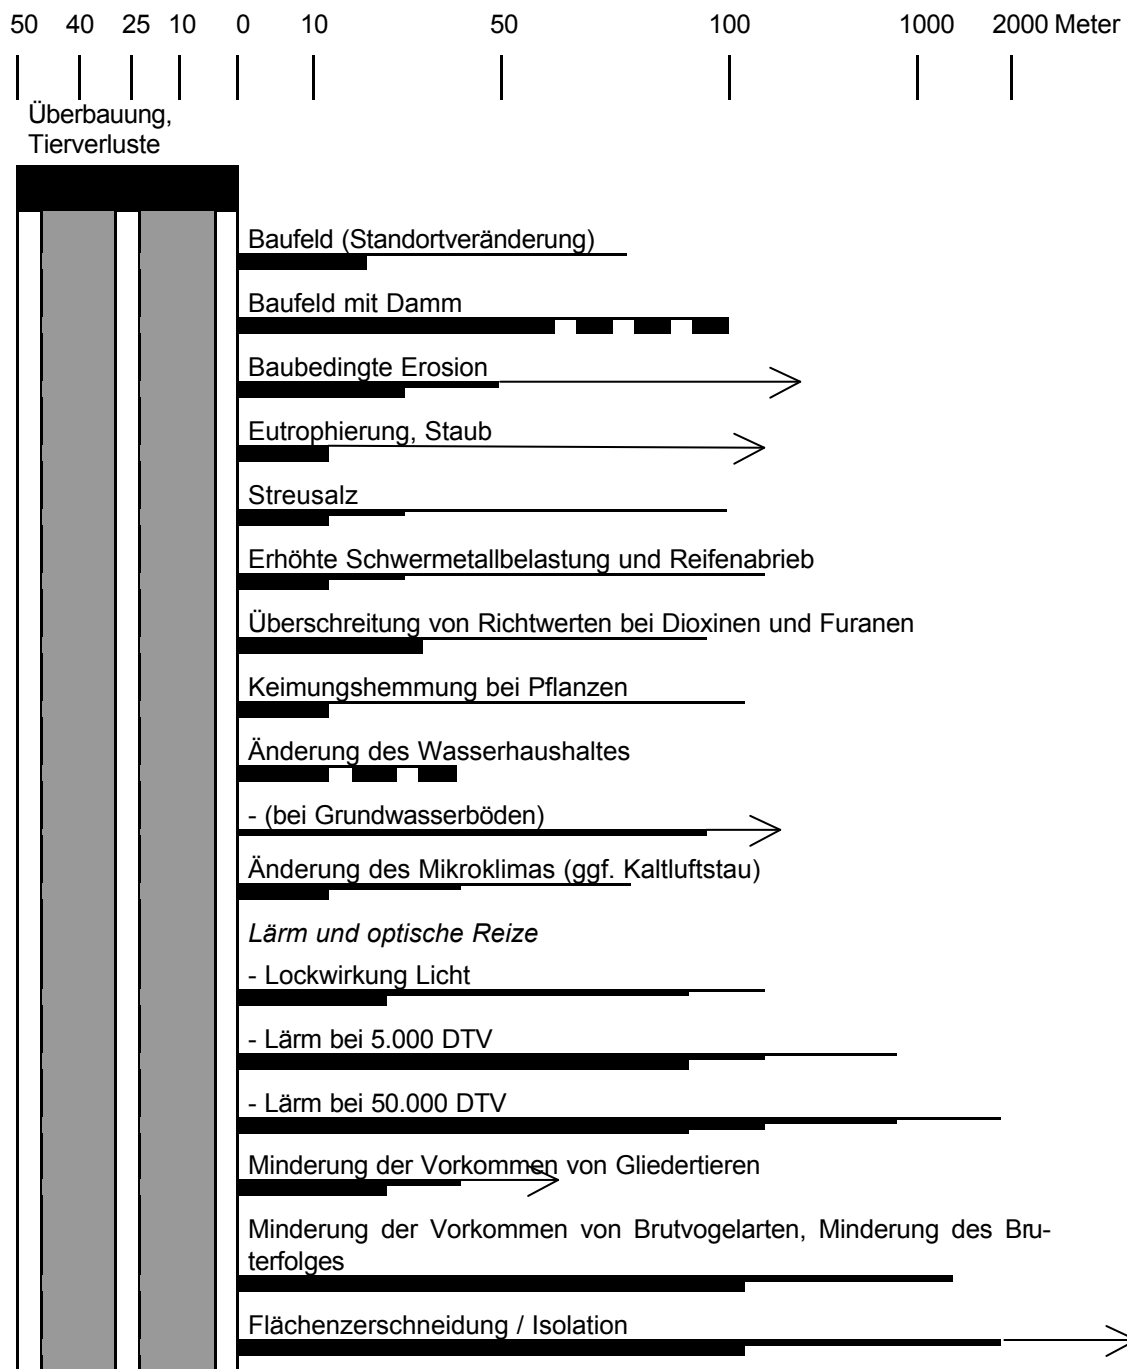 50 40 25 10 0 10 50 100 1000 2000 Meter
Überbauung,
Tierverluste
Baufeld (Standortveränderung)
Baufeld mit Damm
Baubedingte Erosion
Eutrophierung, Staub
Streusalz
Erhöhte Schwermetallbelastung und Reifenabrieb
Überschreitung von Richtwerten bei Dioxinen und Furanen
Keimungshemmung bei Pflanzen
Änderung des Wasserhaushaltes
- (bei Grundwasserböden)
Änderung des Mikroklimas (ggf. Kaltluftstau)
Lärm und optische Reize
- Lockwirkung Licht
- Lärm bei 5.000 DTV
- Lärm bei 50.000 DTV
Minderung der Vorkommen von Gliedertieren
Minderung der Vorkommen von Brutvogelarten, Minderung des Bru-
terfolges
Flächenzerschneidung / Isolation